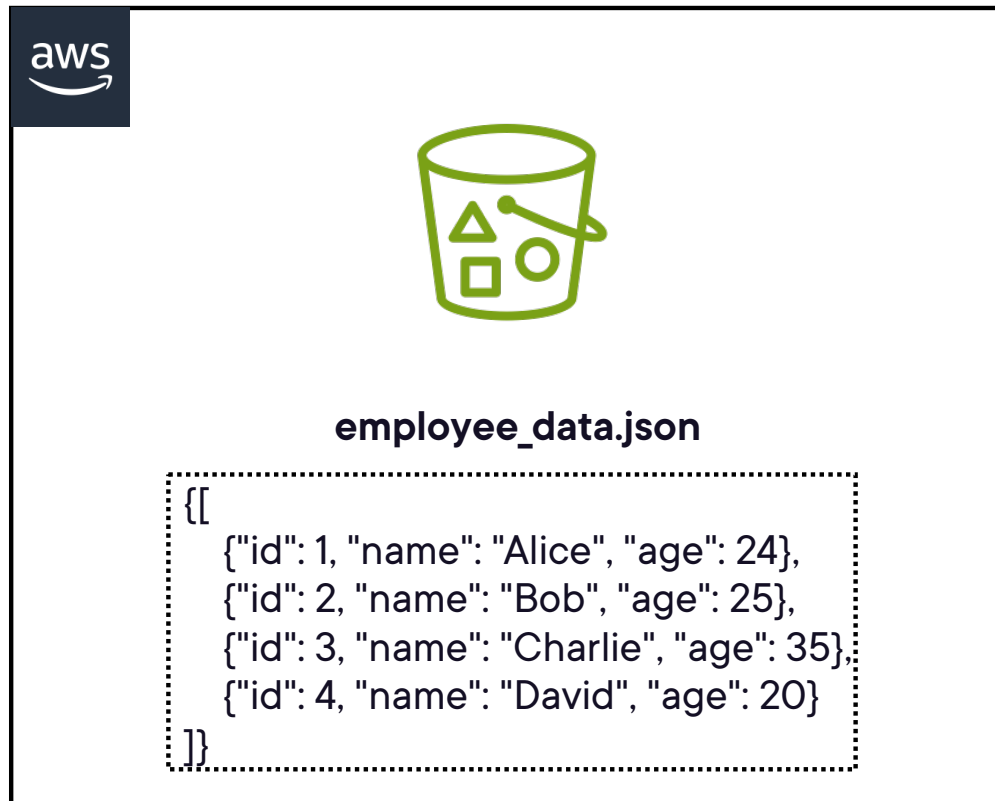 aws
employee_data.json
{[
{"id": 1, "name": "Alice", "age": 24},
{"id": 2, "name": "Bob", "age": 25},
{"id": 3, "name": "Charlie", "age": 35},
{"id": 4, "name": "David", "age": 20}
]}